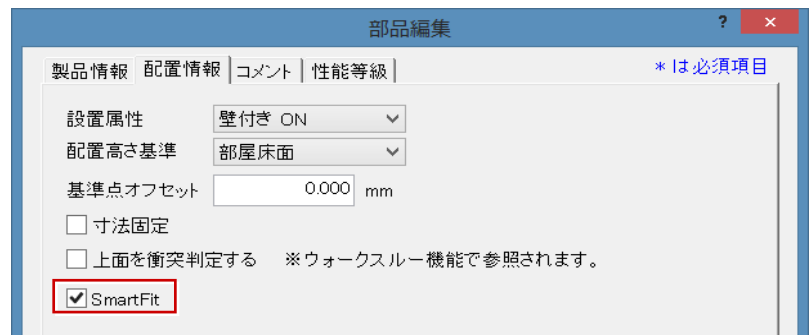 部品編集 ?
製品情報 配置情報 コメント 性能等級 *は必須項目
設置属性 壁付き ON
配置高さ基準 部屋床面
基準点オフセット 0.000 mm
寸法固定
上面を衝突判定する ※ウォークスルー機能で参照されます。
SmartFit